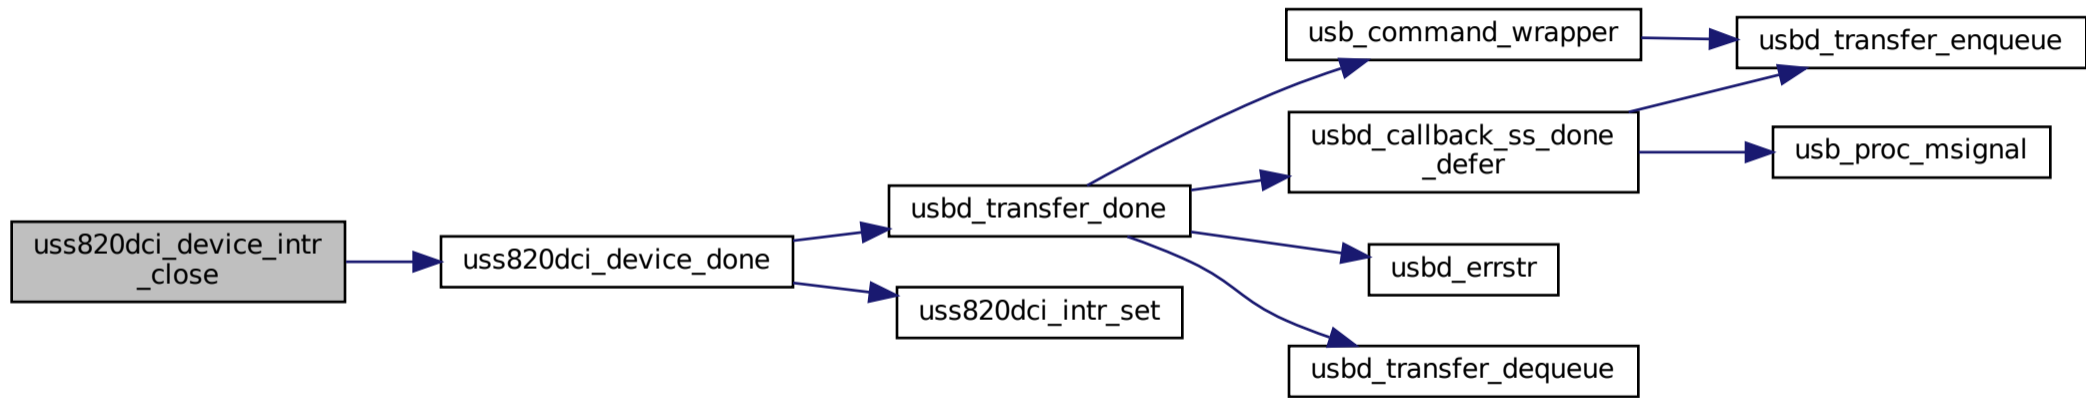 uss820dci_device_intr
_close
uss820dci_device_done
usbd_transfer_done
uss820dci_intr_set
usb_command_wrapper
usbd_callback_ss_done
_defer
usbd_errstr
usbd_transfer_dequeue
usbd_transfer_enqueue
usb_proc_msignal